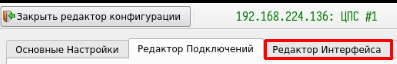 Закрыть редактор конфигурации 192.168.224.136: ЦПС #1
Основные Настройки Редактор Подключений Редактор Интерфейса